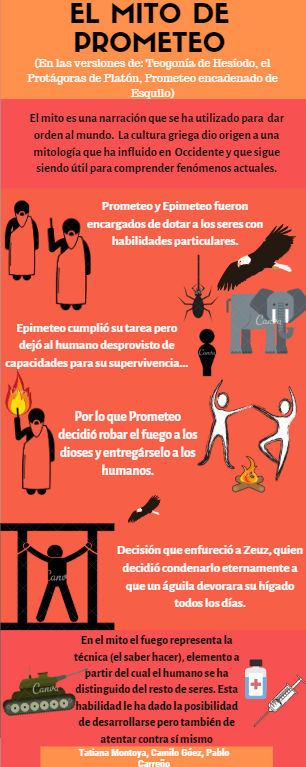 EL MITO DE
PROMETEO
(En las versiones de: Teogonía de Hesíodo, el
Protágoras de Platón, Prometeo encadenado de
Esquilo)
El mito es una narración que se ha utilizado para dar
orden al mundo. La cultura griega dio origen a una
mitología que ha influido en Occidente y que sigue
siendo útil para comprender fenómenos actuales.
Prometeo y Epimeteo fueron
encargados de dotar a los seres con
habilidades particulares.
Canva
Epimeteo cumplió su tarea pero
dejó al humano desprovisto de
capacidades para su supervivencia...
Canva
Por lo que Prometeo
decidió robar el fuego a los
dioses y entregárselo a los
humanos.
Decisión que enfureció a Zeuz, quien
decidió condenarlo eternamente a
que un águila devorara su hígado
todos los días.
Canva
En el mito el fuego representa la
técnica (el saber hacer), elemento a
partir del cual el humano se ha
distinguido del resto de seres. Esta
habilidad le ha dado la posibilidad
de desarrollarse pero también de
atentar contra sí mismo
Canva
Tatiana Montoya, Camilo Góez, Pablo
Carreño